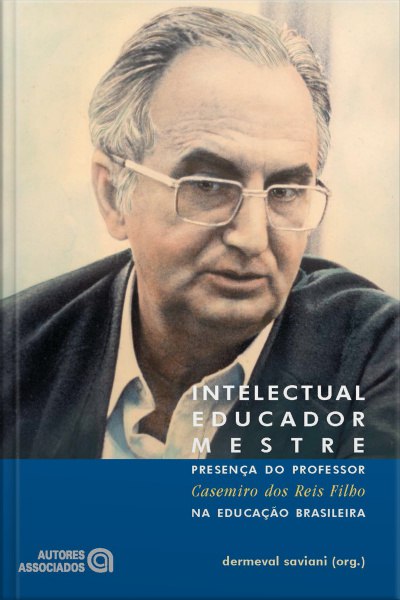 INTELECTUAL
EDUCADOR
MESTRE
PRESENÇA DO PROFESSOR
Casemiro dos Reis Filho
NA EDUCAÇÃO BRASILEIRA
dermeval saviani (org.)
AUTORES
ASSOCIADOS